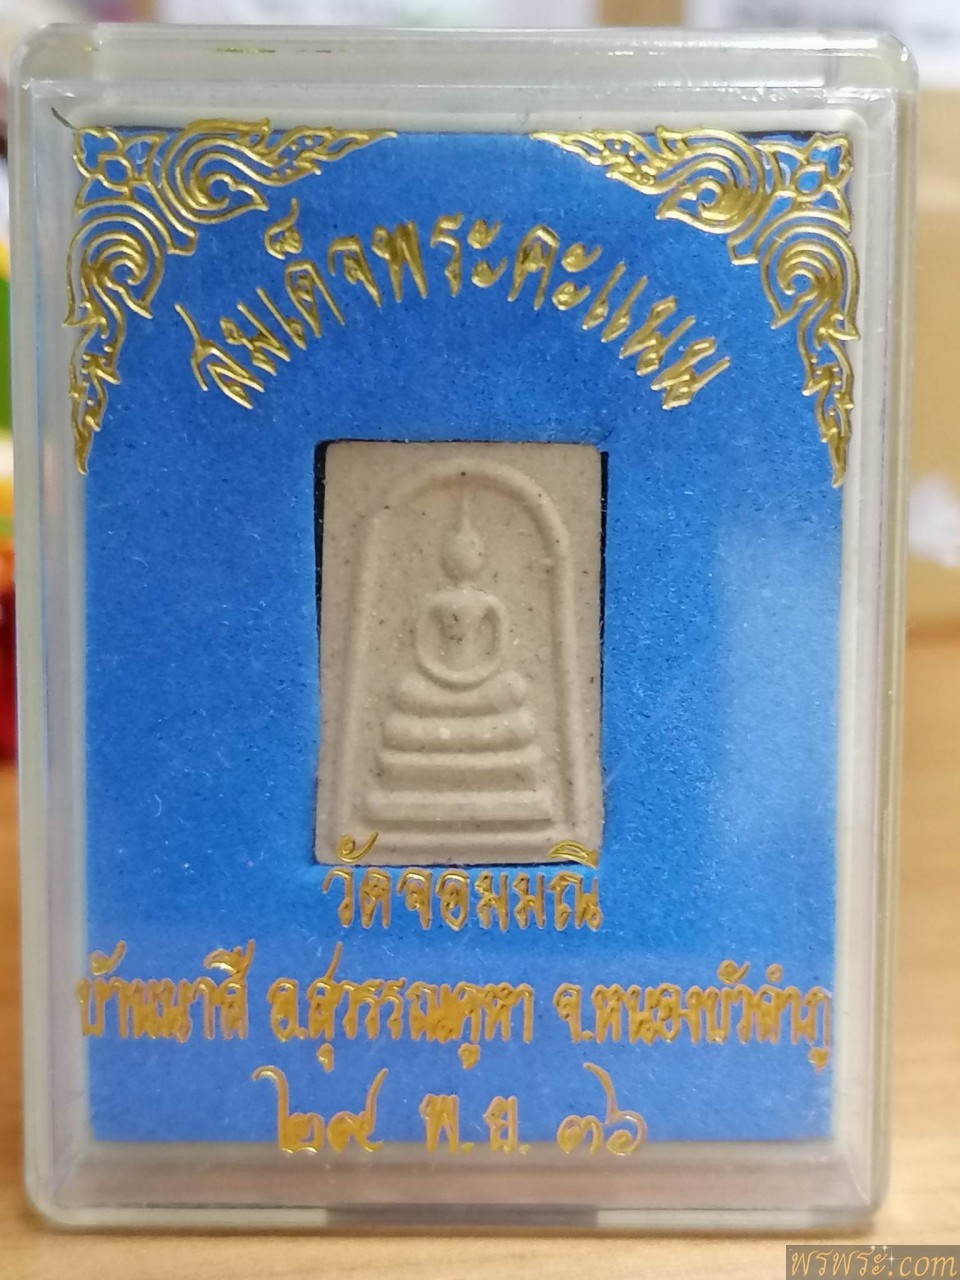 สมเด็จพระคะแนน
วัดจอมมณี
บ้านนาดี อ.สุวรรณคูหา จ.หนองบัวลำภู
๒๙ พ.ย. ๓๖
พรพระ.com